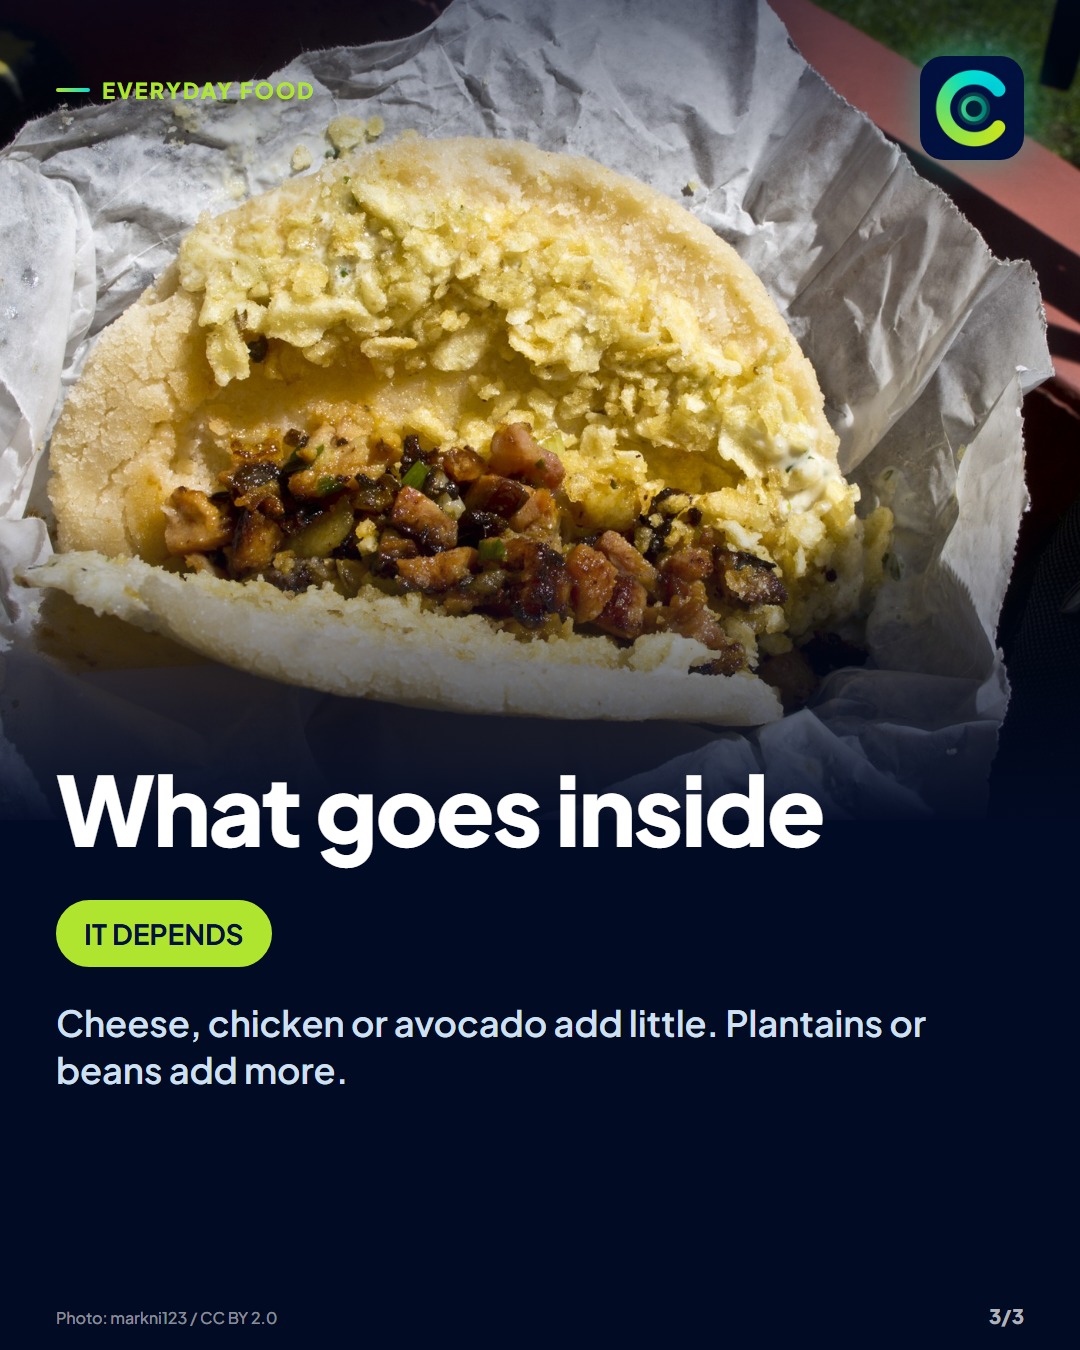 EVERYDAY FOOD
What goes inside
IT DEPENDS
Cheese, chicken or avocado add little. Plantains or
beans add more.
Photo: markni123 / CC BY 2.0
3/3